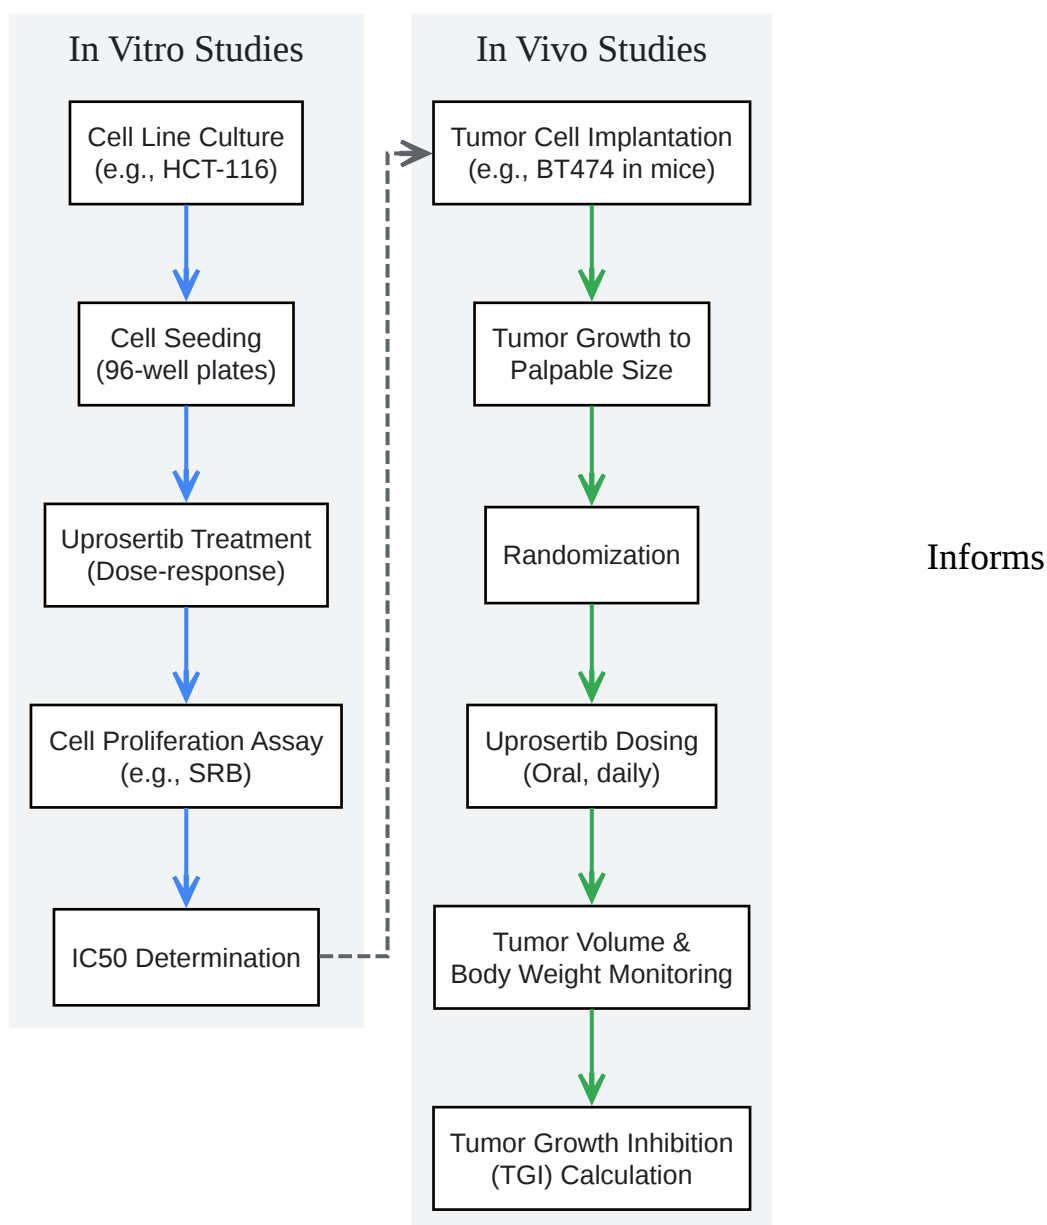 In Vitro Studies
Cell Line Culture
(e.g., HCT-116)
Cell Seeding
(96-well plates)
Uprosertib Treatment
(Dose-response)
Cell Proliferation Assay
(e.g., SRB)
IC50 Determination
In Vivo Studies
Tumor Cell Implantation
(e.g., BT474 in mice)
Tumor Growth to
Palpable Size
Randomization
Uprosertib Dosing
(Oral, daily)
Tumor Volume &
Body Weight Monitoring
Tumor Growth Inhibition
(TGI) Calculation
Informs